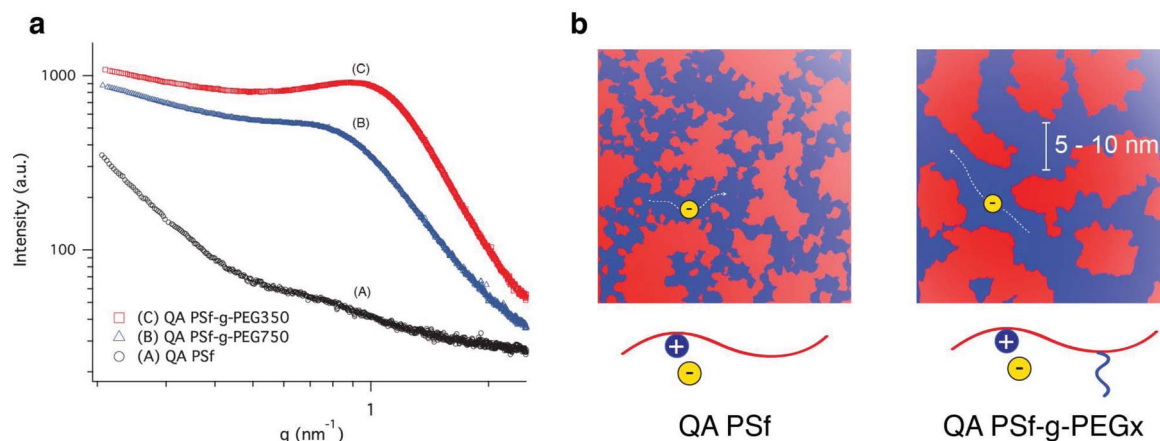 a
Intensity (a.u.)
1000
100
(C)
(B)
(A)
(C) QA PSf-g-PEG350
(B) QA PSf-g-PEG750
(A) QA PSf
1
q (nm⁻¹)
b
5 - 10 nm
-
-
+
-
+
-
QA PSf
QA PSf-g-PEGx